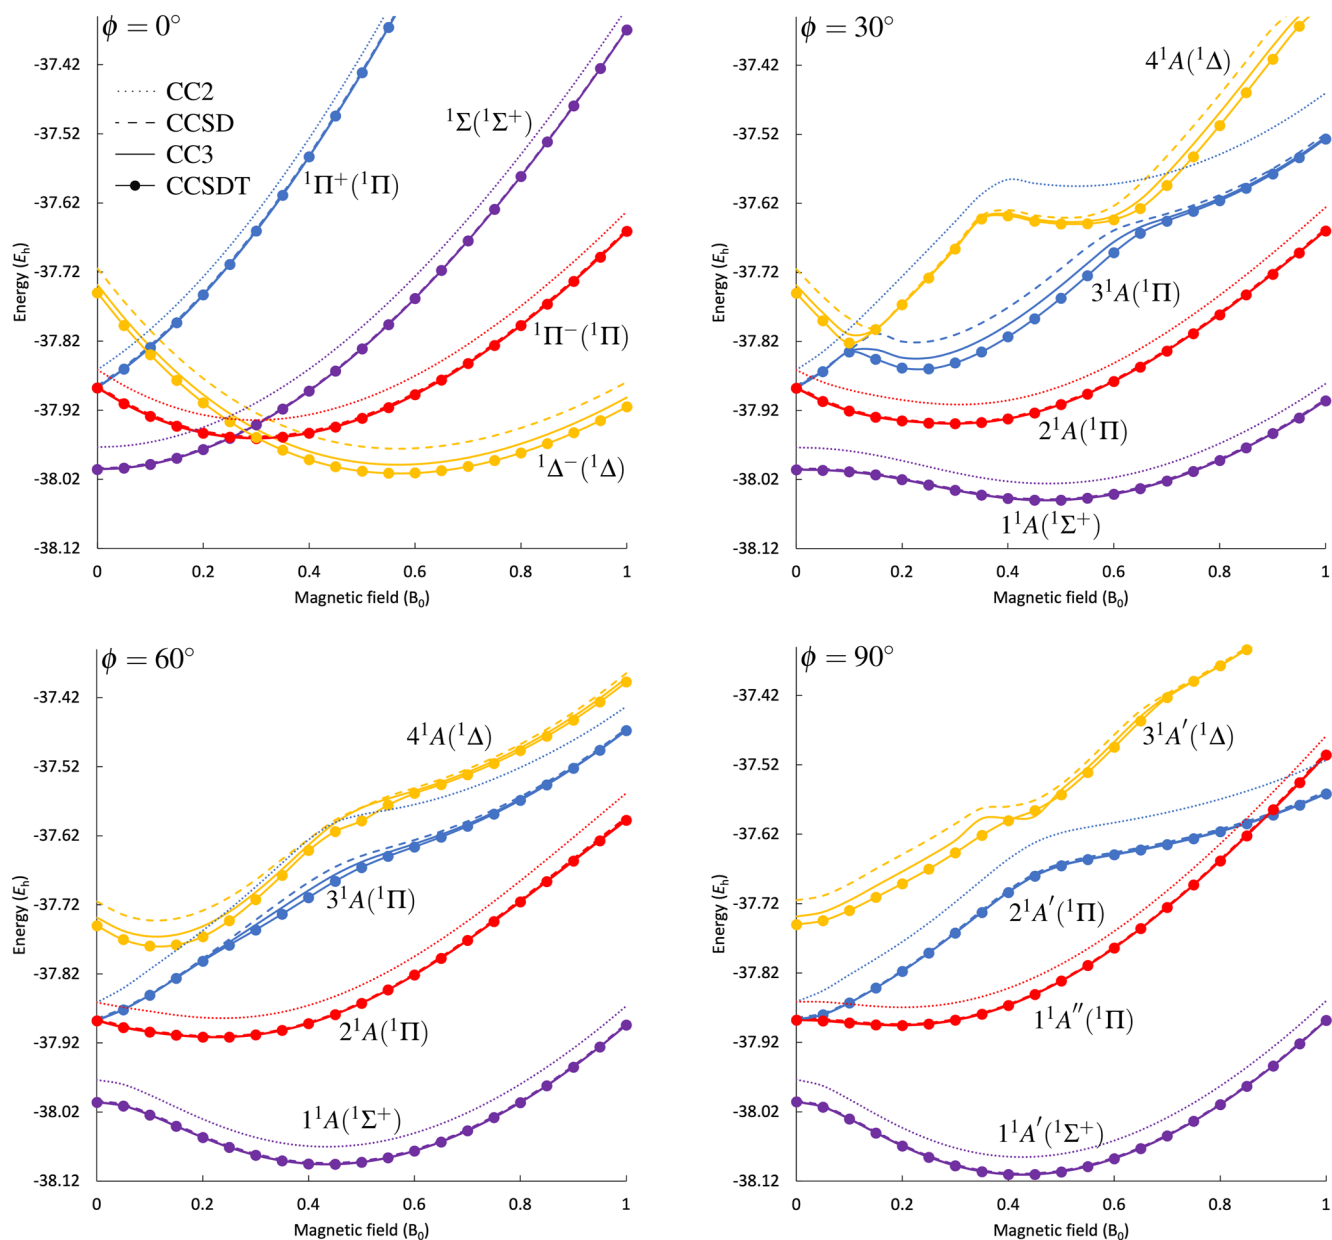 ϕ = 0°
CC2
CCSD
CC3
CCSDT
¹Σ(¹Σ⁺)
¹Π⁺(¹Π)
¹Π⁻(¹Π)
¹Δ⁻(¹Δ)
Energy (Eₕ)
-37.42
-37.52
-37.62
-37.72
-37.82
-37.92
-38.02
-38.12
0 0.2 0.4 0.6 0.8 1
Magnetic field (B₀)
ϕ = 30°
4¹A(¹Δ)
3¹A(¹Π)
2¹A(¹Π)
1¹A(¹Σ⁺)
Energy (Eₕ)
-37.42
-37.52
-37.62
-37.72
-37.82
-37.92
-38.02
-38.12
0 0.2 0.4 0.6 0.8 1
Magnetic field (B₀)
ϕ = 60°
4¹A(¹Δ)
3¹A(¹Π)
2¹A(¹Π)
1¹A(¹Σ⁺)
Energy (Eₕ)
-37.42
-37.52
-37.62
-37.72
-37.82
-37.92
-38.02
-38.12
0 0.2 0.4 0.6 0.8 1
Magnetic field (B₀)
ϕ = 90°
3¹A′(¹Δ)
2¹A′(¹Π)
1¹A″(¹Π)
1¹A′(¹Σ⁺)
Energy (Eₕ)
-37.42
-37.52
-37.62
-37.72
-37.82
-37.92
-38.02
-38.12
0 0.2 0.4 0.6 0.8 1
Magnetic field (B₀)